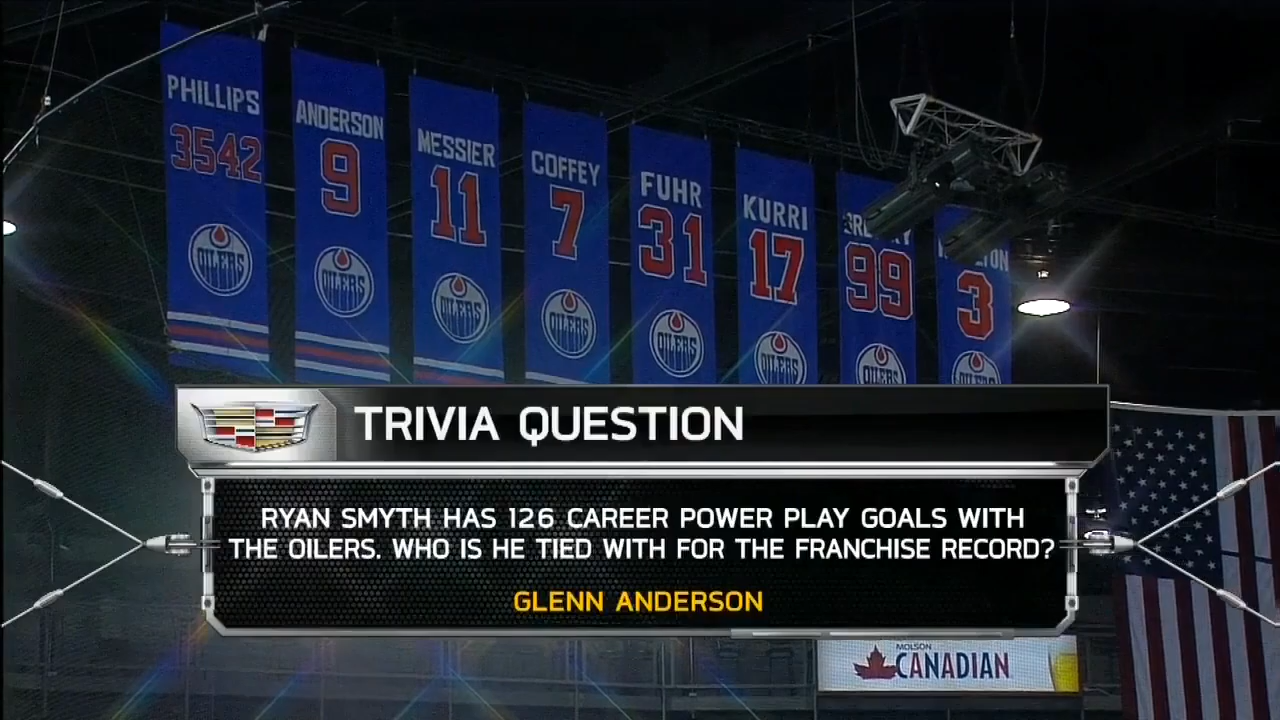 PHILLIPS
3542
OILERS
ANDERSON
9
OILERS
MESSIER
11
OILERS
COFFEY
7
OILERS
FUHR
31
OILERS
KURRI
17
OILERS
99
OILERS
3
OILERS
TRIVIA QUESTION
RYAN SMYTH HAS 126 CAREER POWER PLAY GOALS WITH
THE OILERS. WHO IS HE TIED WITH FOR THE FRANCHISE RECORD?
GLENN ANDERSON
MOLSON
CANADIAN